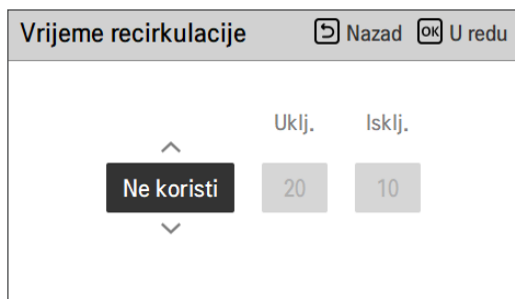 Vrijeme recirkulacije Nazad OK U redu
Uklj. Isklj.
Ne koristi 20 10